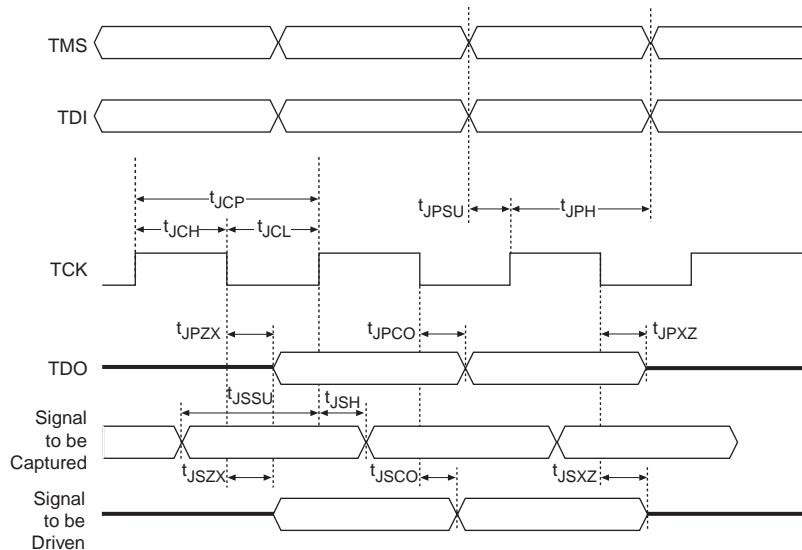 TMS
TDI
tJCP
tJPSU
tJPH
tJCH
tJCL
TCK
tJPZX
tJPCO
tJPXZ
TDO
tJSSU
tJSH
Signal
to be
Captured
tJSZX
tJSCO
tJSXZ
Signal
to be
Driven